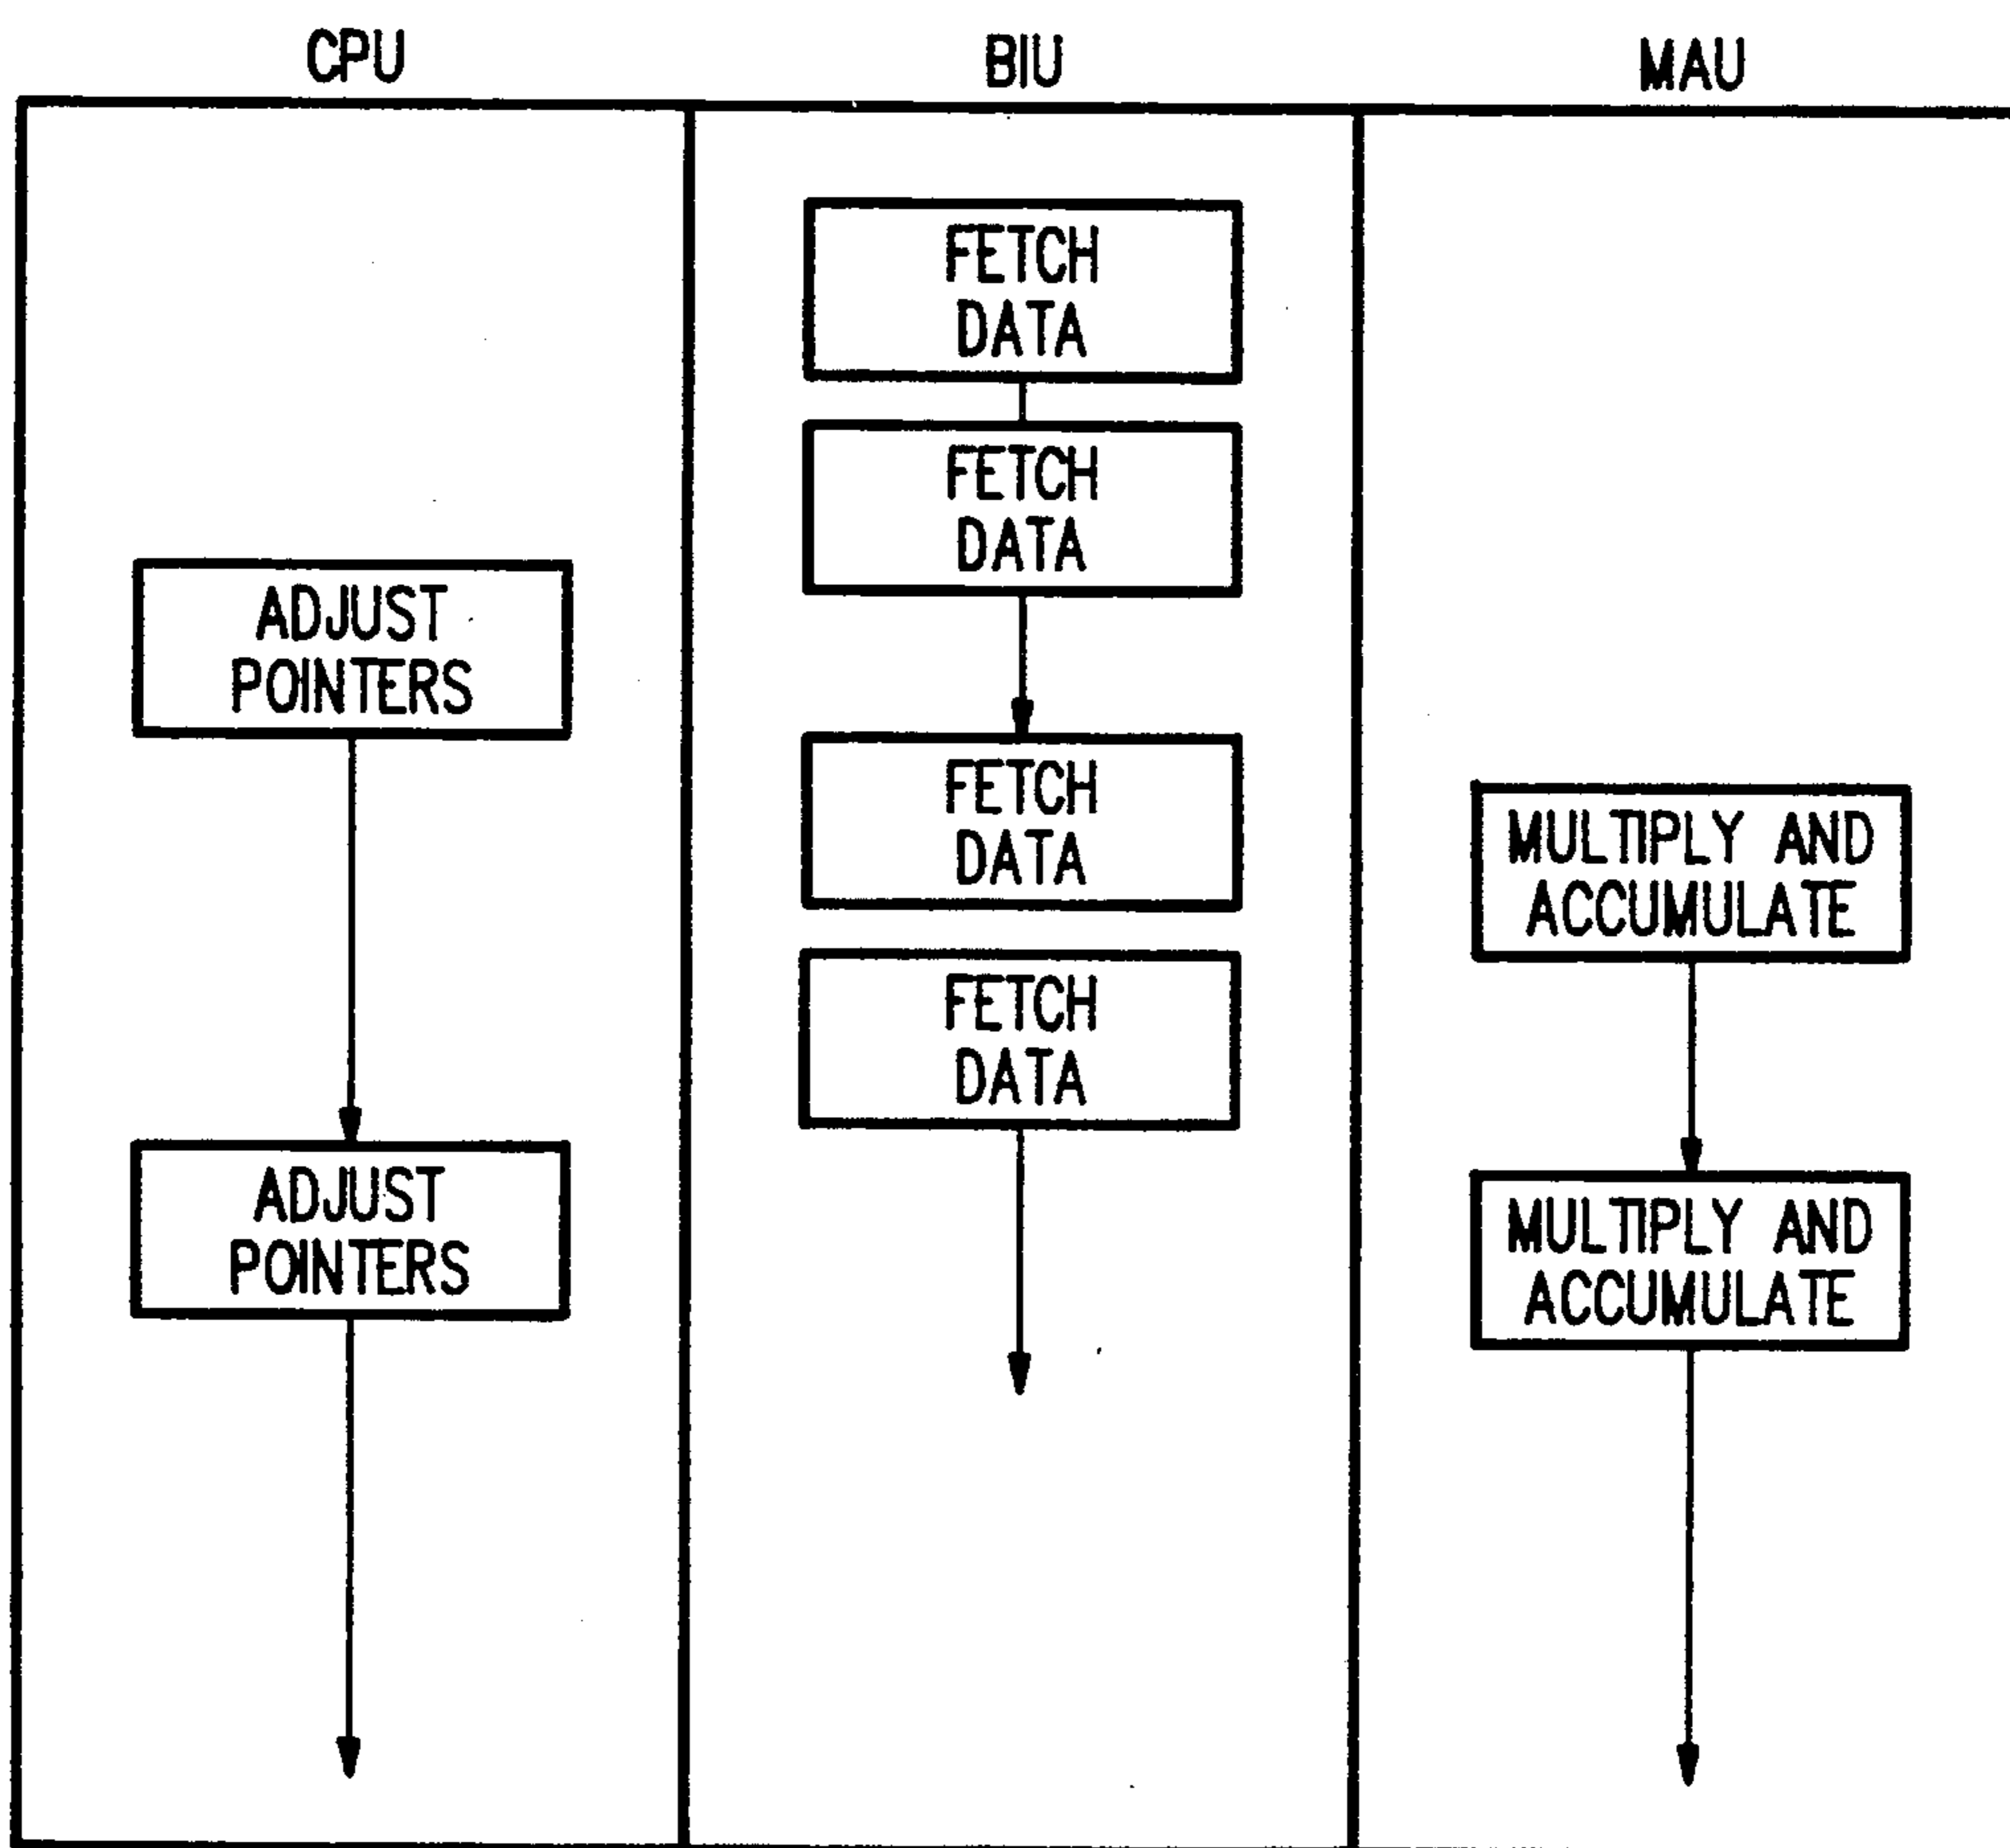 CPU
BIU
MAU
FETCH
DATA
FETCH
DATA
ADJUST
POINTERS
FETCH
DATA
MULTIPLY AND
ACCUMULATE
FETCH
DATA
ADJUST
POINTERS
MULTIPLY AND
ACCUMULATE